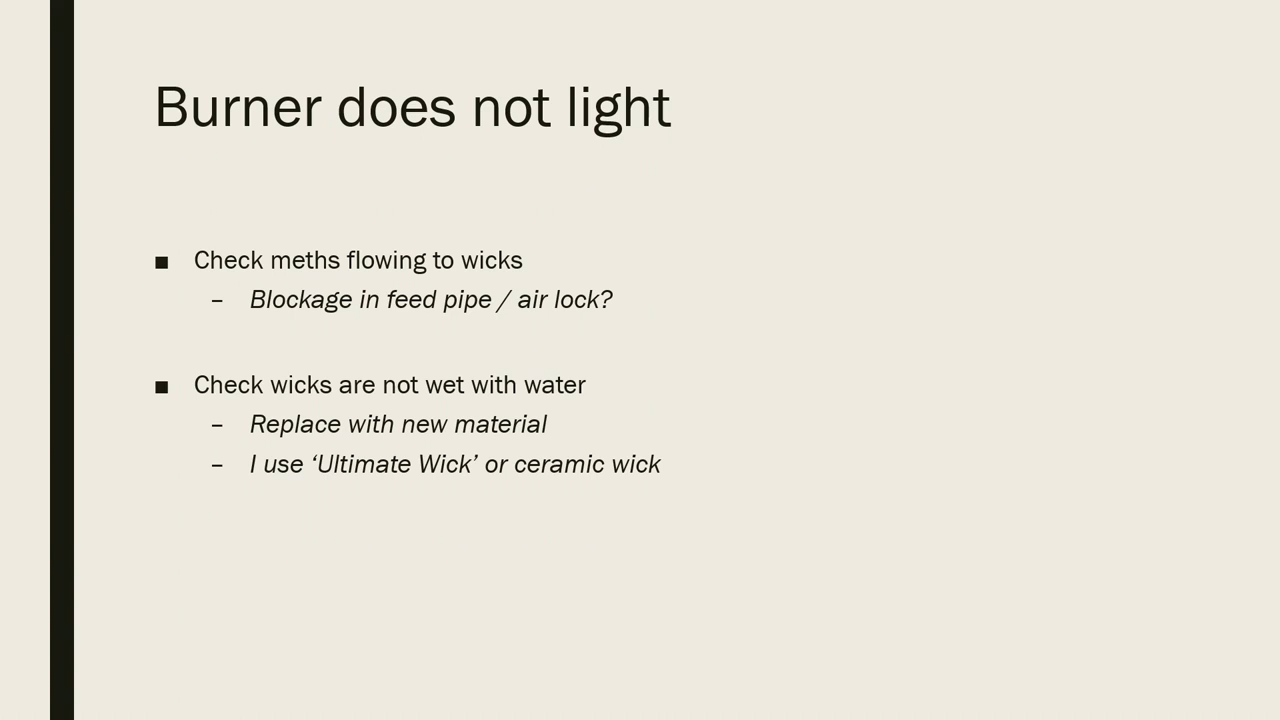 Burner does not light
■ Check meths flowing to wicks
– Blockage in feed pipe / air lock?
■ Check wicks are not wet with water
– Replace with new material
– I use ‘Ultimate Wick’ or ceramic wick